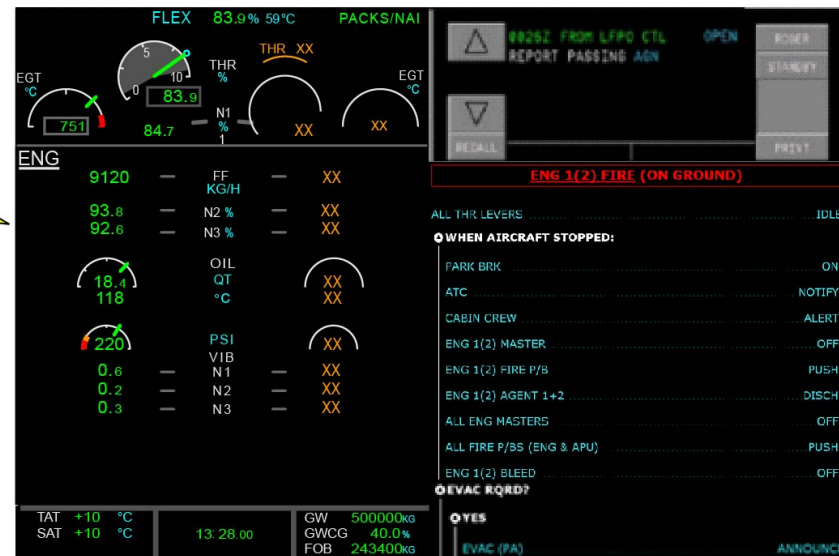 FLEX 83.9% 59°C PACKS/NAI
THR XX
5
10
0
THR
%
83.9
EGT
°C
751
EGT
°C
XX
84.7
N1
%
1
XX
ENG
9120 FF XX
KG/H
93.8 N2 % XX
92.6 N3 % XX
OIL
18.4 QT XX
118 °C XX
220 PSI XX
VIB
0.6 N1 XX
0.2 N2 XX
0.3 N3 XX
TAT +10 °C
SAT +10 °C
13:28.00
GW 500000KG
GWCG 40.0%
FOB 243400KG
FROM LFPO CTL OPEN
REPORT PASSING AGN
STANDBY
RECALL
PRINT
ENG 1(2) FIRE (ON GROUND)
ALL THR LEVERS IDLE
WHEN AIRCRAFT STOPPED:
PARK BRK ON
ATC NOTIFY
CABIN CREW ALERT
ENG 1(2) MASTER OFF
ENG 1(2) FIRE P/B PUSH
ENG 1(2) AGENT 1+2 DISCH
ALL ENG MASTERS OFF
ALL FIRE P/BS (ENG & APU) PUSH
ENG 1(2) BLEED OFF
EVAC RQRD?
YES
EVAC (PA) ANNOUNC